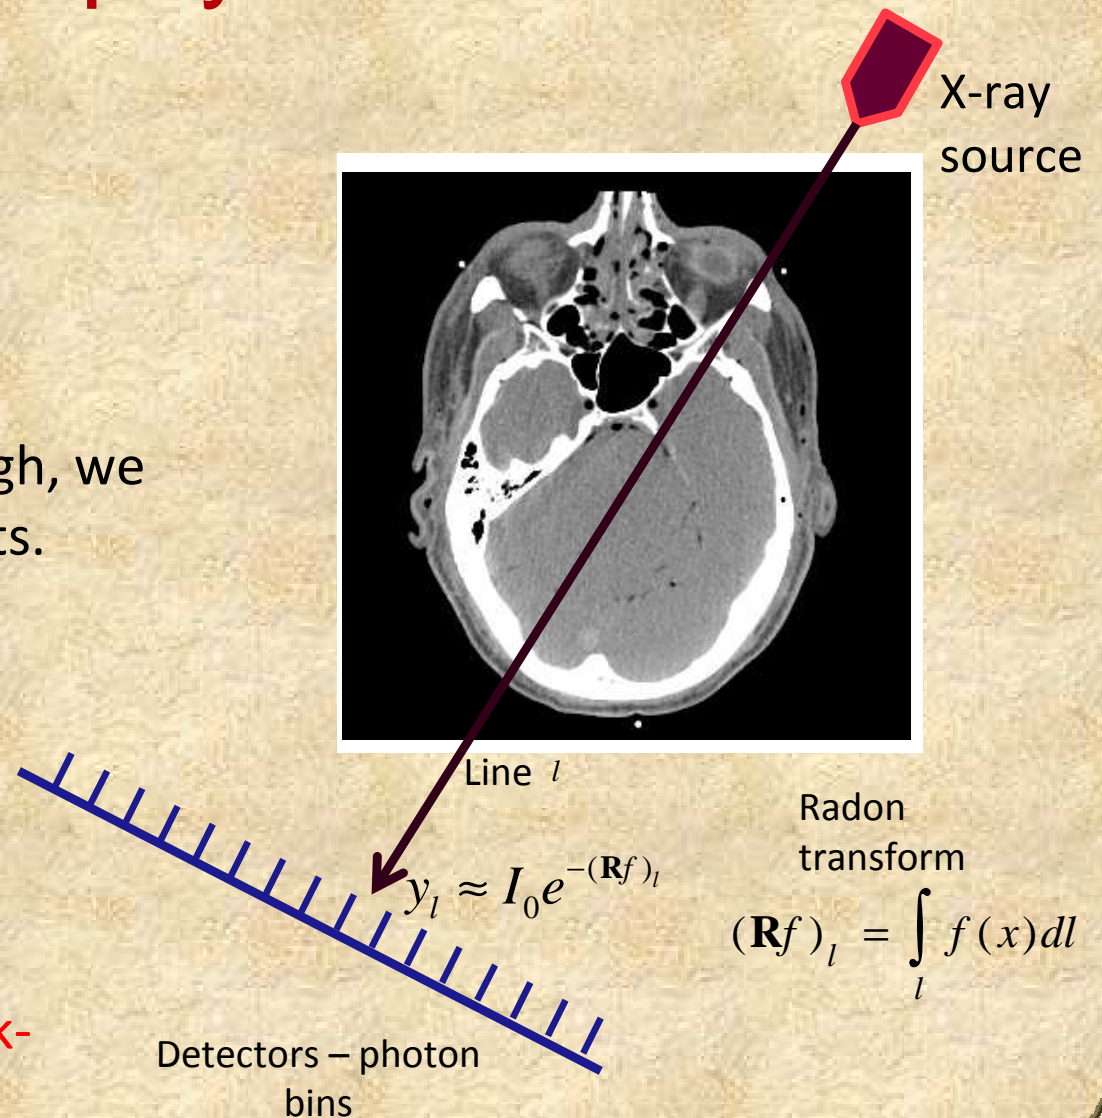 X-ray
source
gh, we
ts.
Line l
Radon
transform
y_l ≈ I_0 e^{-(Rf)_l}
(Rf)_l = ∫_l f(x)dl
k-
Detectors – photon
bins